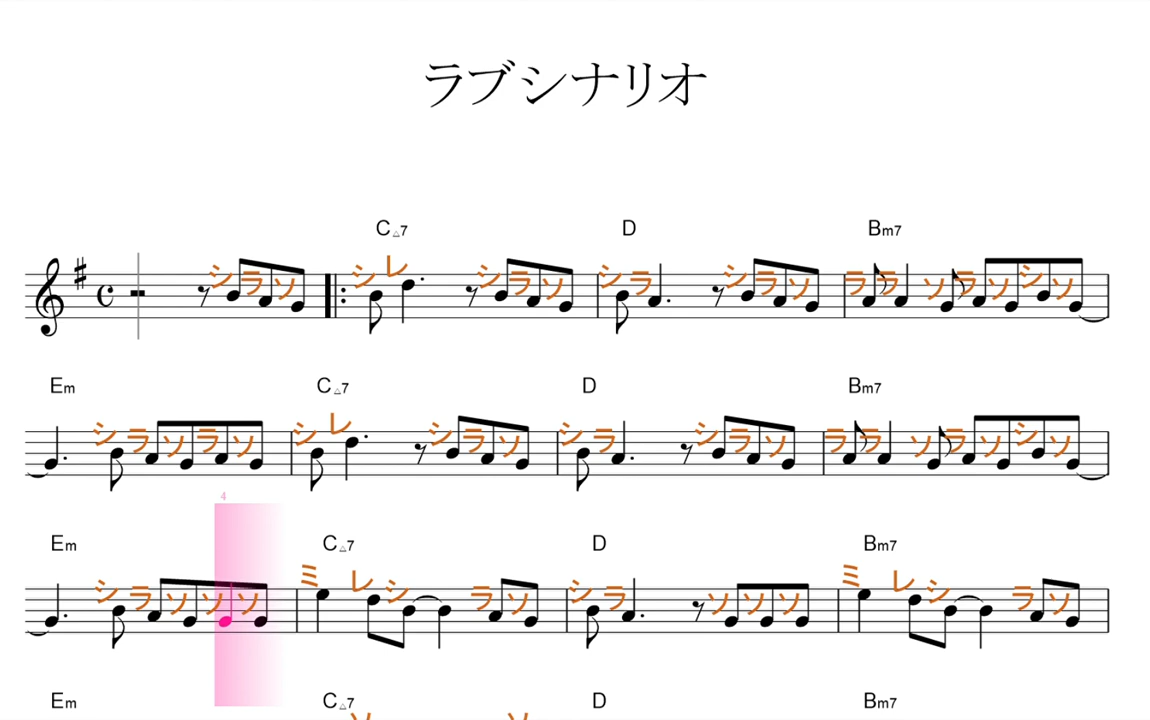 ラブシナリオ
C△7 D Bm7
シ ラ ソ シ レ シ ラ ソ シ ラ シ ラ ソ ラ ラ ソ ラ ソ シ ソ
Em C△7 D Bm7
シ ラ ソ ラ ソ シ レ シ ラ ソ シ ラ シ ラ ソ ラ ラ ソ ラ ソ シ ソ
4
Em C△7 D Bm7
シ ラ ソ ソ ソ ミ レ シ ラ ソ シ ラ ソ ソ ソ ミ レ シ ラ ソ
Em C△7 D Bm7